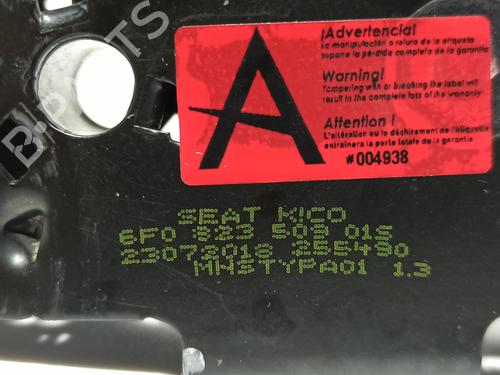 ¡Advertencia!
La manipulación o rotura de la etiqueta
supone la pérdida completa de la garantía
Warning!
Tampering with or breaking the label will
result in the complete loss of the warranty
Attention !
L'altération ou le déchirement de l'étiquette
entraînera la perte totale de la garantie
#004938
A
SEAT KICO
6F0 823 509 01S
23072018 255490
MHSTYPA01 1.3